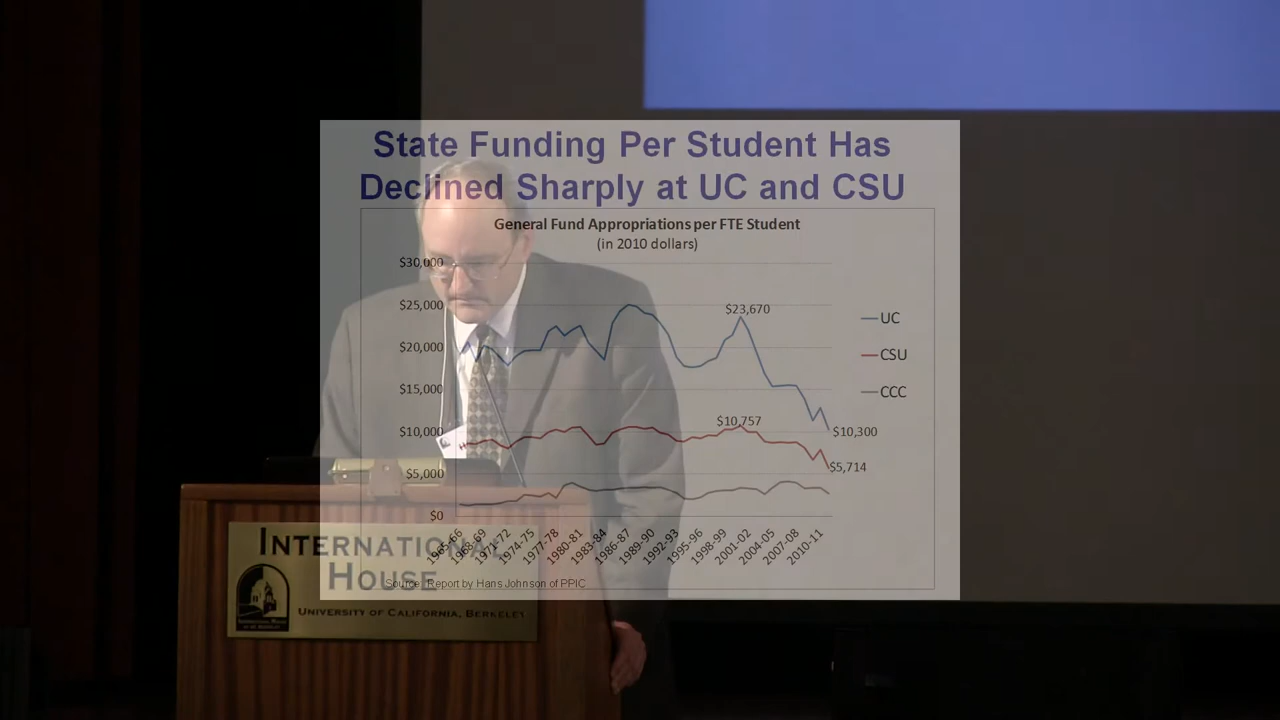 State Funding Per Student Has
Declined Sharply at UC and CSU
General Fund Appropriations per FTE Student
(in 2010 dollars)
$30,000
$25,000
$20,000
$15,000
$10,000
$5,000
$0
$23,670
$10,757
$10,300
$5,714
UC
CSU
CCC
1965-66
1968-69
1971-72
1974-75
1977-78
1980-81
1983-84
1986-87
1989-90
1992-93
1995-96
1998-99
2001-02
2004-05
2007-08
2010-11
Source: Report by Hans Johnson of PPIC
INTERNATIONAL
HOUSE
UNIVERSITY OF CALIFORNIA, BERKELEY